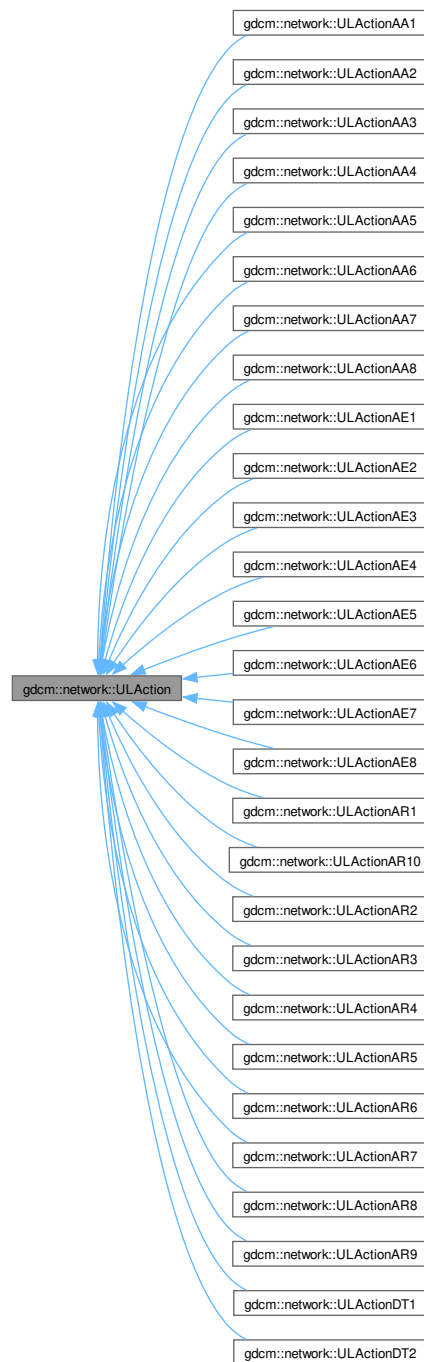 gdcm::network::ULActionAA1
gdcm::network::ULActionAA2
gdcm::network::ULActionAA3
gdcm::network::ULActionAA4
gdcm::network::ULActionAA5
gdcm::network::ULActionAA6
gdcm::network::ULActionAA7
gdcm::network::ULActionAA8
gdcm::network::ULActionAE1
gdcm::network::ULActionAE2
gdcm::network::ULActionAE3
gdcm::network::ULActionAE4
gdcm::network::ULActionAE5
gdcm::network::ULActionAE6
gdcm::network::ULAction
gdcm::network::ULActionAE7
gdcm::network::ULActionAE8
gdcm::network::ULActionAR1
gdcm::network::ULActionAR10
gdcm::network::ULActionAR2
gdcm::network::ULActionAR3
gdcm::network::ULActionAR4
gdcm::network::ULActionAR5
gdcm::network::ULActionAR6
gdcm::network::ULActionAR7
gdcm::network::ULActionAR8
gdcm::network::ULActionAR9
gdcm::network::ULActionDT1
gdcm::network::ULActionDT2